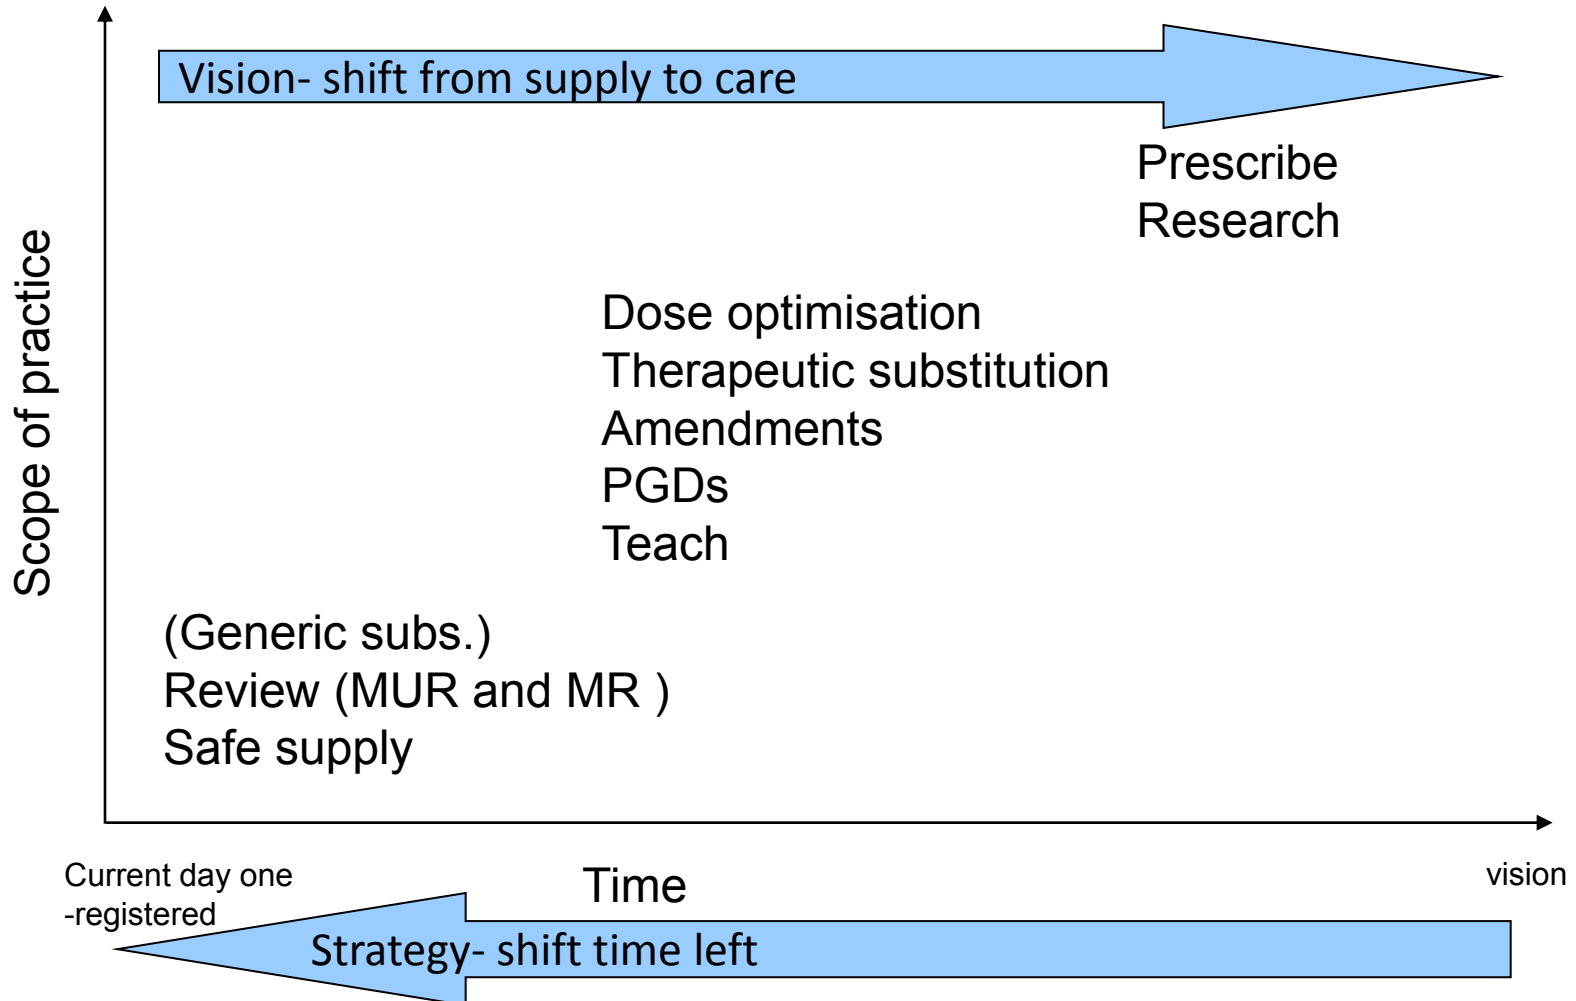 Vision- shift from supply to care
Prescribe
Research
Scope of practice
Dose optimisation
Therapeutic substitution
Amendments
PGDs
Teach
(Generic subs.)
Review (MUR and MR )
Safe supply
Current day one
-registered
Time
vision
Strategy- shift time left